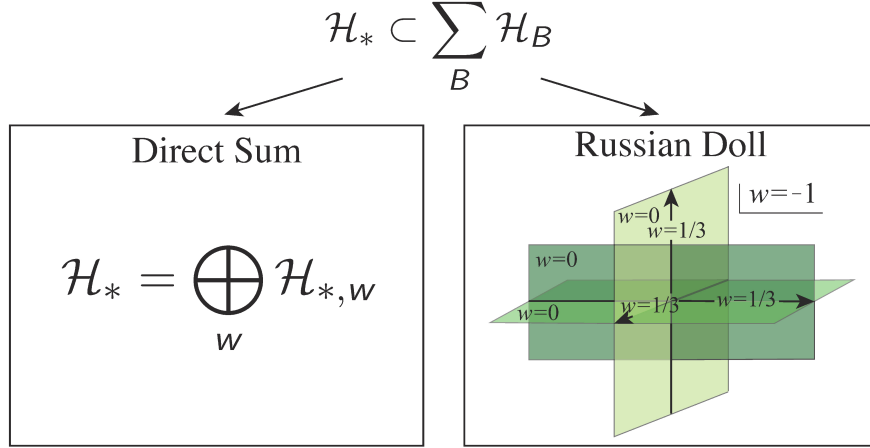 ℋ_* ⊂ ∑_B ℋ_B
Direct Sum
ℋ_* = ⨁_w ℋ_{*,w}
Russian Doll
w=-1
w=0
w=1/3
w=0
w=1/3
w=1/3
w=0